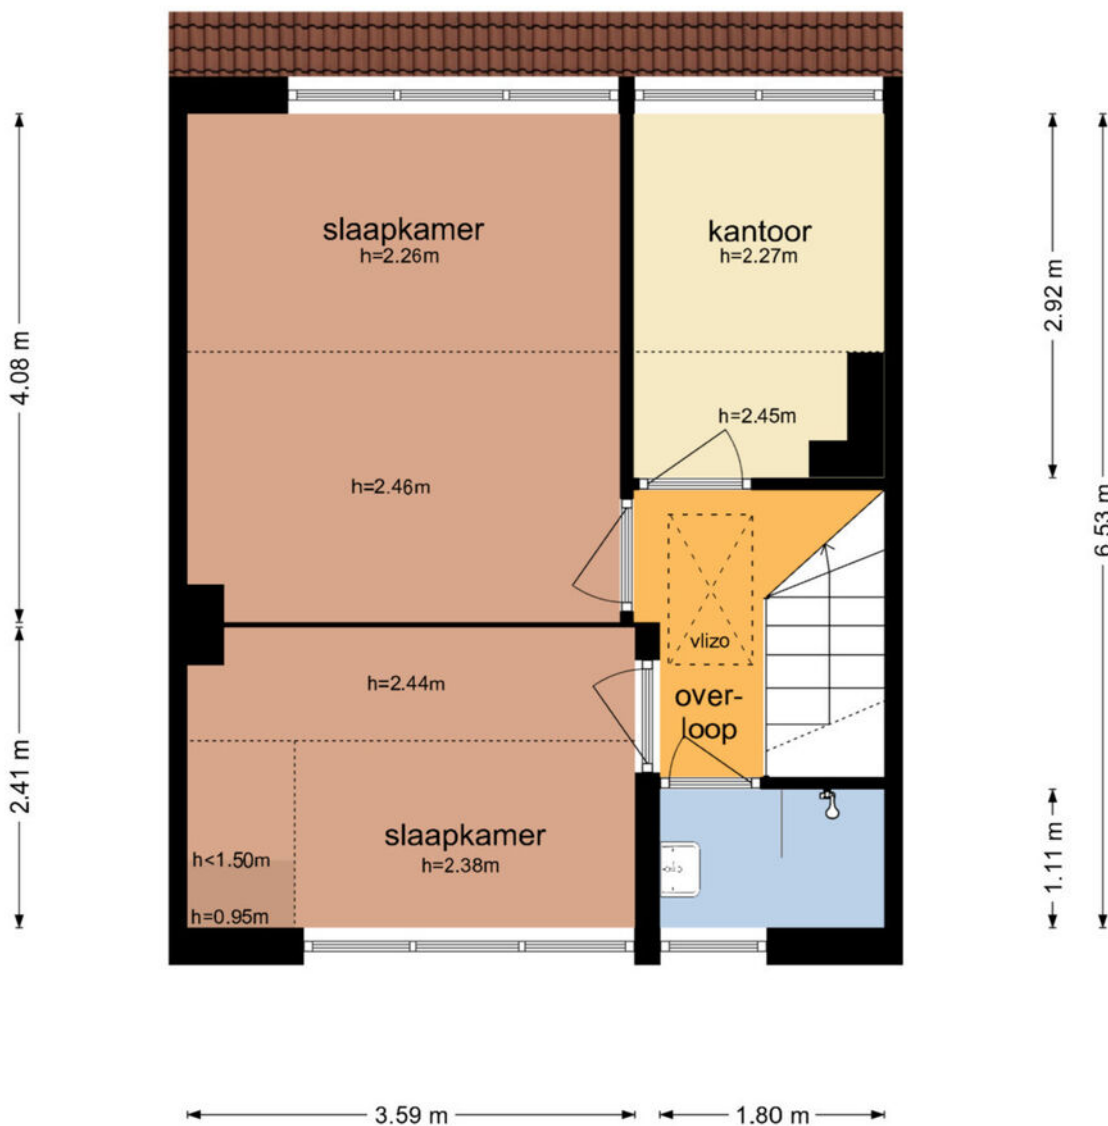 slaapkamer
h=2.26m
kantoor
h=2.27m
4.08 m
2.92 m
h=2.45m
h=2.46m
6.53 m
vlizo
h=2.44m
over-
loop
2.41 m
slaapkamer
h=2.38m
h<1.50m
h=0.95m
1.11 m
3.59 m
1.80 m